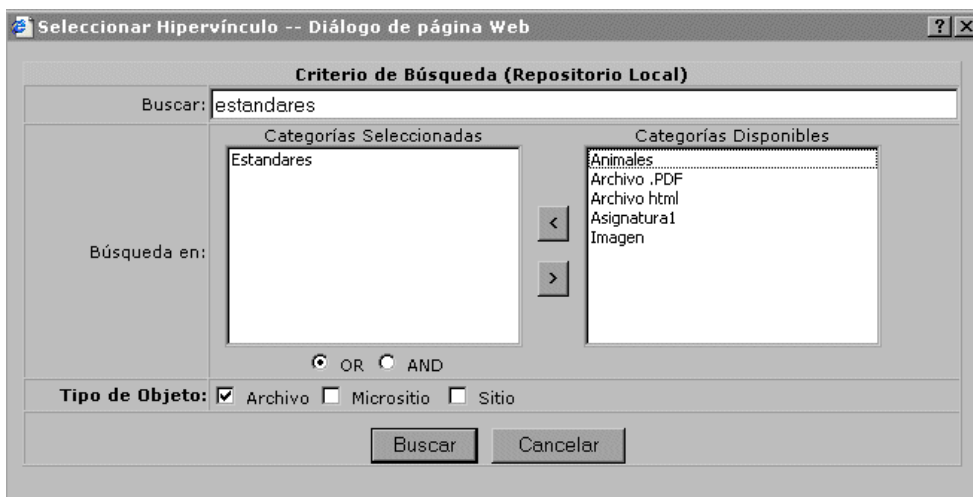 Seleccionar Hipervínculo -- Diálogo de página Web
Criterio de Búsqueda (Repositorio Local)
Buscar: estandares
Categorías Seleccionadas
Categorías Disponibles
Búsqueda en:
Estandares
Animales
Archivo .PDF
Archivo html
Asignatura1
Imagen
<
>
OR AND
Tipo de Objeto: Archivo Micrositio Sitio
Buscar Cancelar